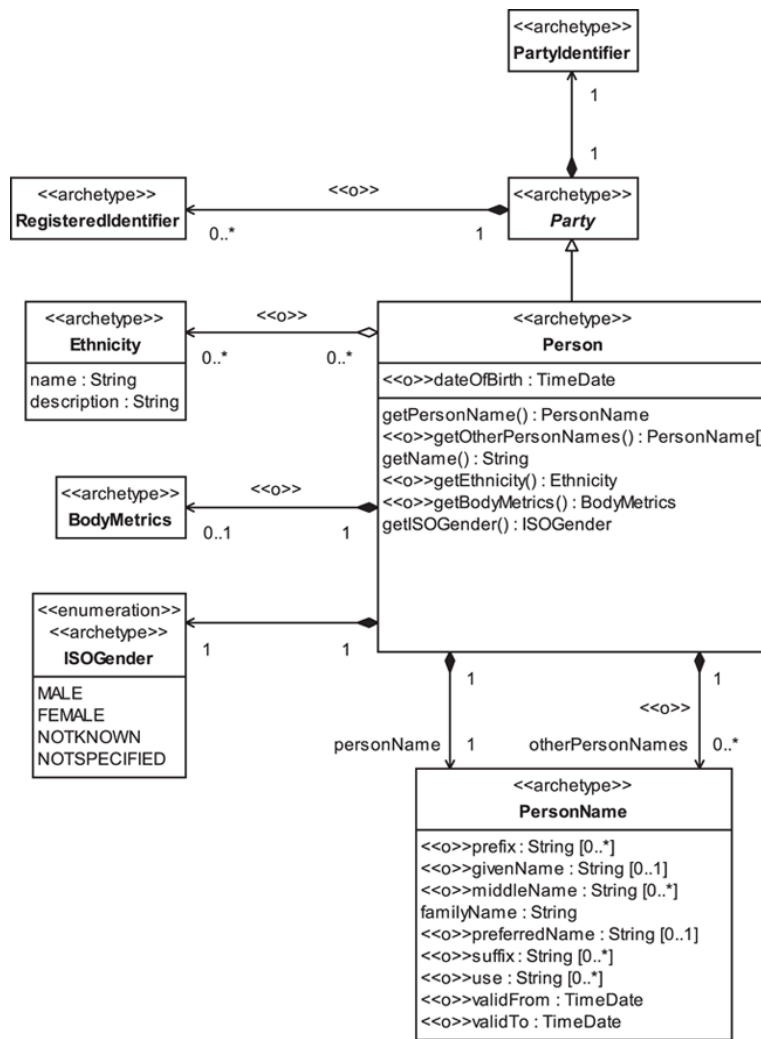 <<archetype>>
PartyIdentifier
1
1
<<archetype>>
RegisteredIdentifier
<<o>>
0..*
1
<<archetype>>
Party
<<archetype>>
Ethnicity
name : String
description : String
<<o>>
0..*
0..*
<<archetype>>
Person
<<o>>dateOfBirth : TimeDate
getPersonName() : PersonName
<<o>>getOtherPersonNames() : PersonName[
getName() : String
<<o>>getEthnicity() : Ethnicity
<<o>>getBodyMetrics() : BodyMetrics
getISOGender() : ISOGender
<<archetype>>
BodyMetrics
<<o>>
0..1
1
<<enumeration>>
<<archetype>>
ISOGender
MALE
FEMALE
NOTKNOWN
NOTSPECIFIED
1
1
1
personName
1
1
<<o>>
otherPersonNames
0..*
<<archetype>>
PersonName
<<o>>prefix : String [0..*]
<<o>>givenName : String [0..1]
<<o>>middleName : String [0..*]
familyName : String
<<o>>preferredName : String [0..1]
<<o>>suffix : String [0..*]
<<o>>use : String [0..*]
<<o>>validFrom : TimeDate
<<o>>validTo : TimeDate